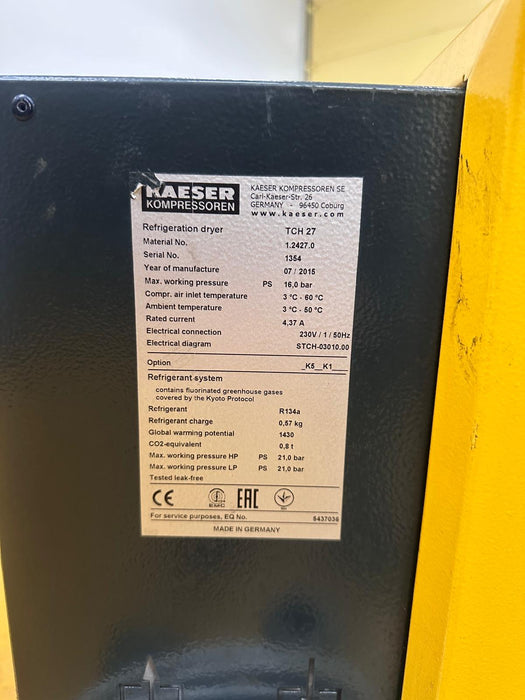 KAESER
KOMPRESSOREN
KAESER KOMPRESSOREN SE
Carl-Kaeser-Str. 26
GERMANY - 96450 Coburg
www.kaeser.com
Refrigeration dryer TCH 27
Material No. 1.2427.0
Serial No. 1354
Year of manufacture 07 / 2015
Max. working pressure PS 16,0 bar
Compr. air inlet temperature 3 °C - 60 °C
Ambient temperature 3 °C - 50 °C
Rated current 4,37 A
Electrical connection 230V / 1 / 50Hz
Electrical diagram STCH-03010.00
Option _K5__K1___
Refrigerant system
contains fluorinated greenhouse gases
covered by the Kyoto Protocol
Refrigerant R134a
Refrigerant charge 0,57 kg
Global warming potential 1430
CO2-equivalent 0,8 t
Max. working pressure HP PS 21,0 bar
Max. working pressure LP PS 21,0 bar
Tested leak-free
CE EMC EAC
For service purposes, EQ No. 5437036
MADE IN GERMANY